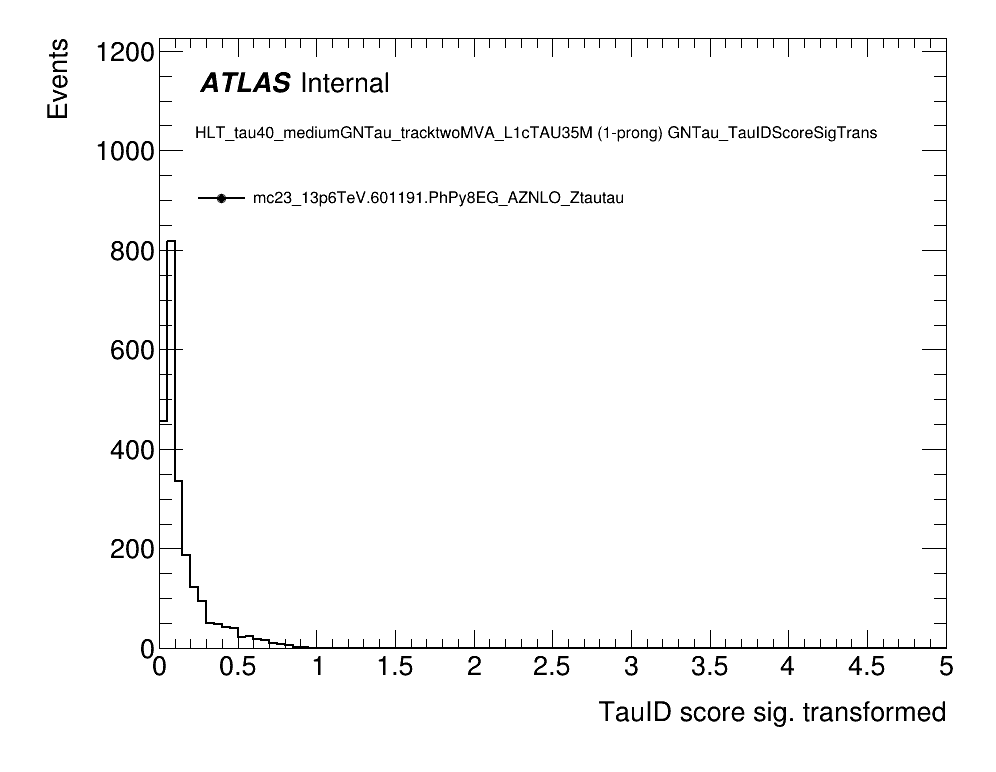 Events
1200
1000
800
600
400
200
0
ATLAS Internal
HLT_tau40_mediumGNTau_tracktwoMVA_L1cTAU35M (1-prong) GNTau_TauIDScoreSigTrans
mc23_13p6TeV.601191.PhPy8EG_AZNLO_Ztautau
0 0.5 1 1.5 2 2.5 3 3.5 4 4.5 5
TauID score sig. transformed